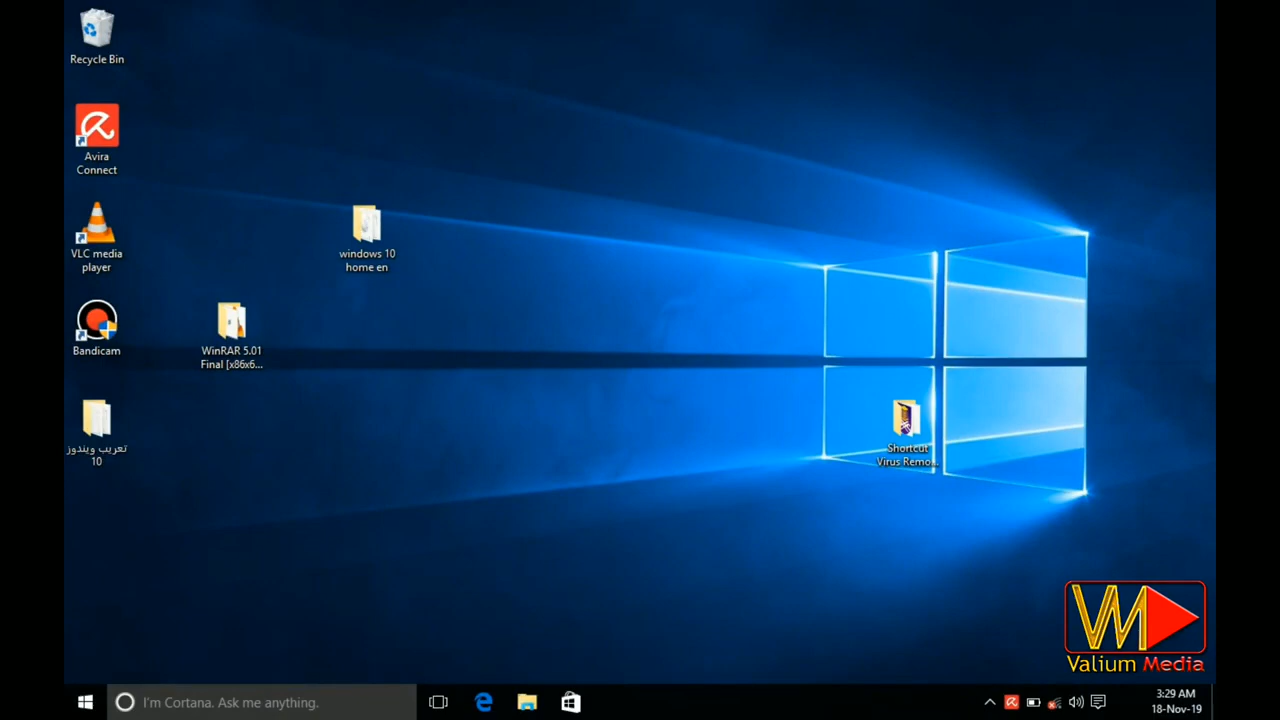 Recycle Bin
Avira
Connect
VLC media
player
Bandicam
تعريب ويندوز
10
WinRAR 5.01
Final [x86x6...
windows 10
home en
Shortcut
Virus Remo...
VM
Valium Media
I'm Cortana. Ask me anything.
3:29 AM
18-Nov-19